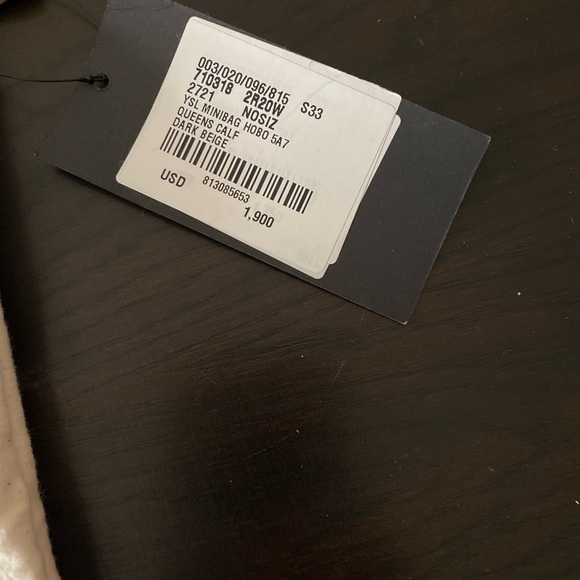 003/020/096/815 S33
710318 2R20W
2721 NOSIZ
YSL MINIBAG HOBO 5A7
QUEENS CALF
DARK BEIGE
813085653
USD 1,900